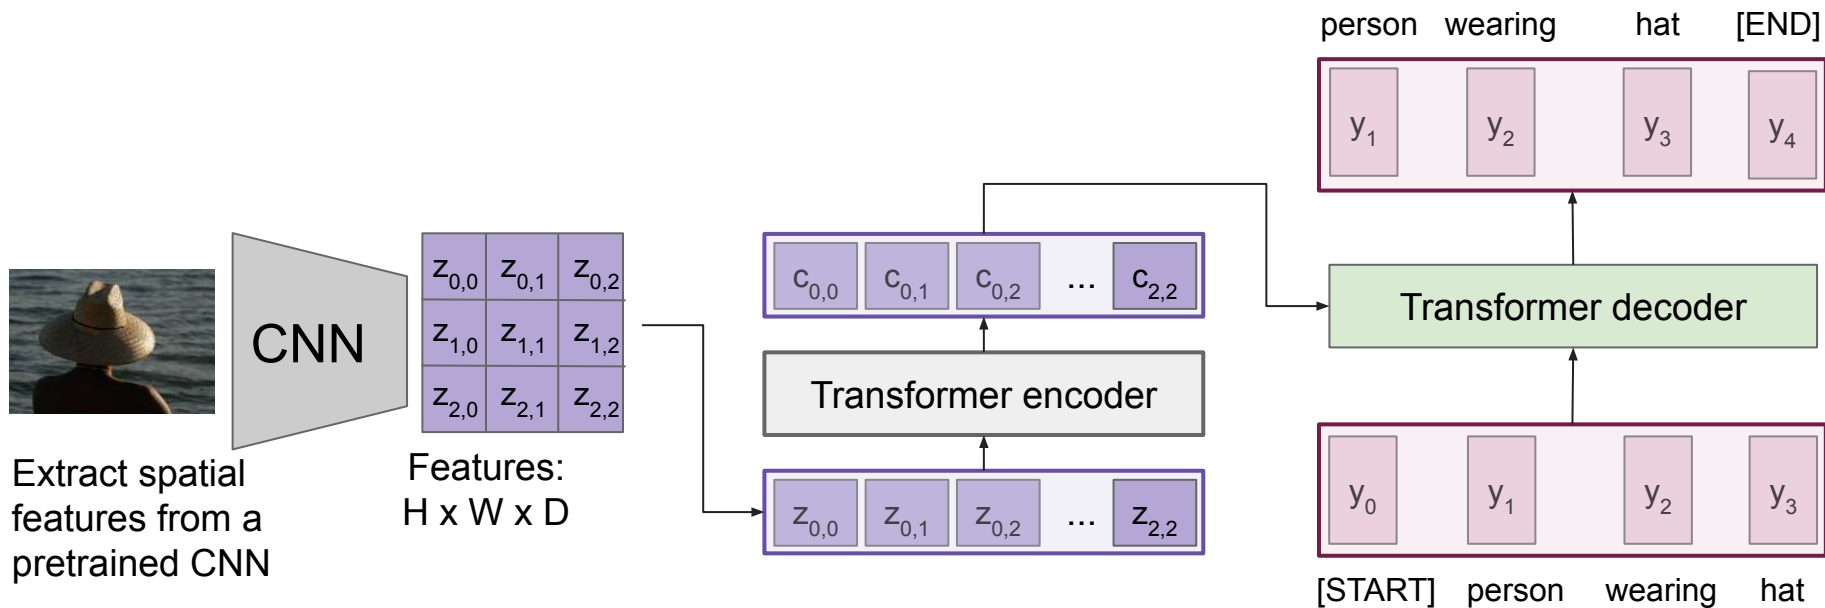 person wearing hat [END]
y1 y2 y3 y4
z0,0 z0,1 z0,2
z1,0 z1,1 z1,2
z2,0 z2,1 z2,2
CNN
Extract spatial
features from a
pretrained CNN
Features:
H x W x D
c0,0 c0,1 c0,2 ... c2,2
Transformer encoder
z0,0 z0,1 z0,2 ... z2,2
Transformer decoder
y0 y1 y2 y3
[START] person wearing hat